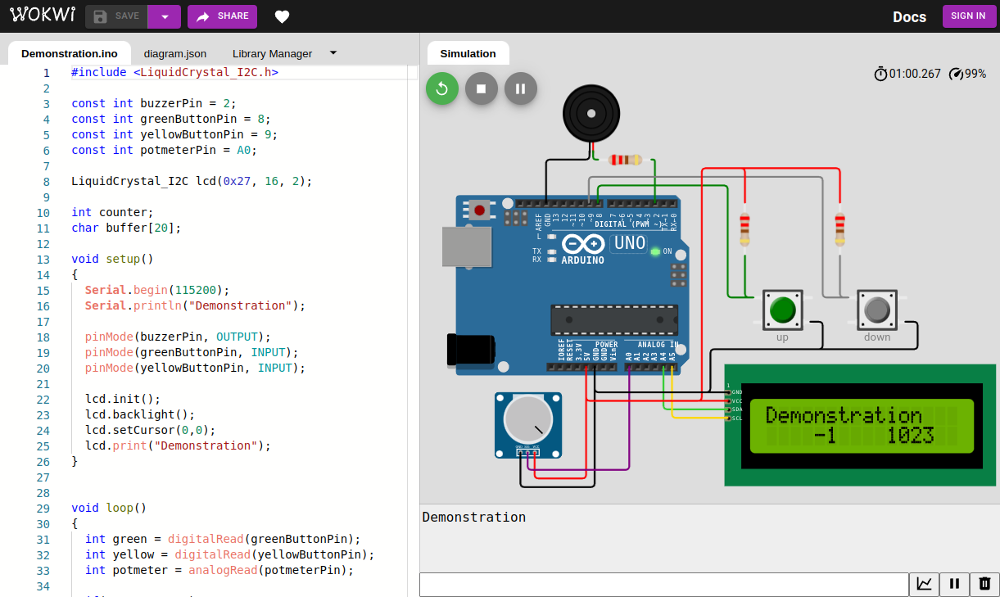 WOKWI SAVE SHARE Docs SIGN IN
Demonstration.ino diagram.json Library Manager
1 #include <LiquidCrystal_I2C.h>
2
3 const int buzzerPin = 2;
4 const int greenButtonPin = 8;
5 const int yellowButtonPin = 9;
6 const int potmeterPin = A0;
7
8 LiquidCrystal_I2C lcd(0x27, 16, 2);
9
10 int counter;
11 char buffer[20];
12
13 void setup()
14 {
15 Serial.begin(115200);
16 Serial.println("Demonstration");
17
18 pinMode(buzzerPin, OUTPUT);
19 pinMode(greenButtonPin, INPUT);
20 pinMode(yellowButtonPin, INPUT);
21
22 lcd.init();
23 lcd.backlight();
24 lcd.setCursor(0,0);
25 lcd.print("Demonstration");
26 }
27
28
29 void loop()
30 {
31 int green = digitalRead(greenButtonPin);
32 int yellow = digitalRead(yellowButtonPin);
33 int potmeter = analogRead(potmeterPin);
34
Simulation
01:00.267 99%
AREF GND 13 12 ~11 ~10 ~9 8 7 ~6 ~5 4 ~3 2 TX→1 RX←0
DIGITAL (PWM ~)
L
TX
RX
UNO
ON
ARDUINO
POWER ANALOG IN
IOREF RESET 3.3V 5V GND GND Vin A0 A1 A2 A3 A4 A5
up down
1
GND
VCC
SDA
SCL
GND SIG VCC
Demonstration
-1 1023
Demonstration